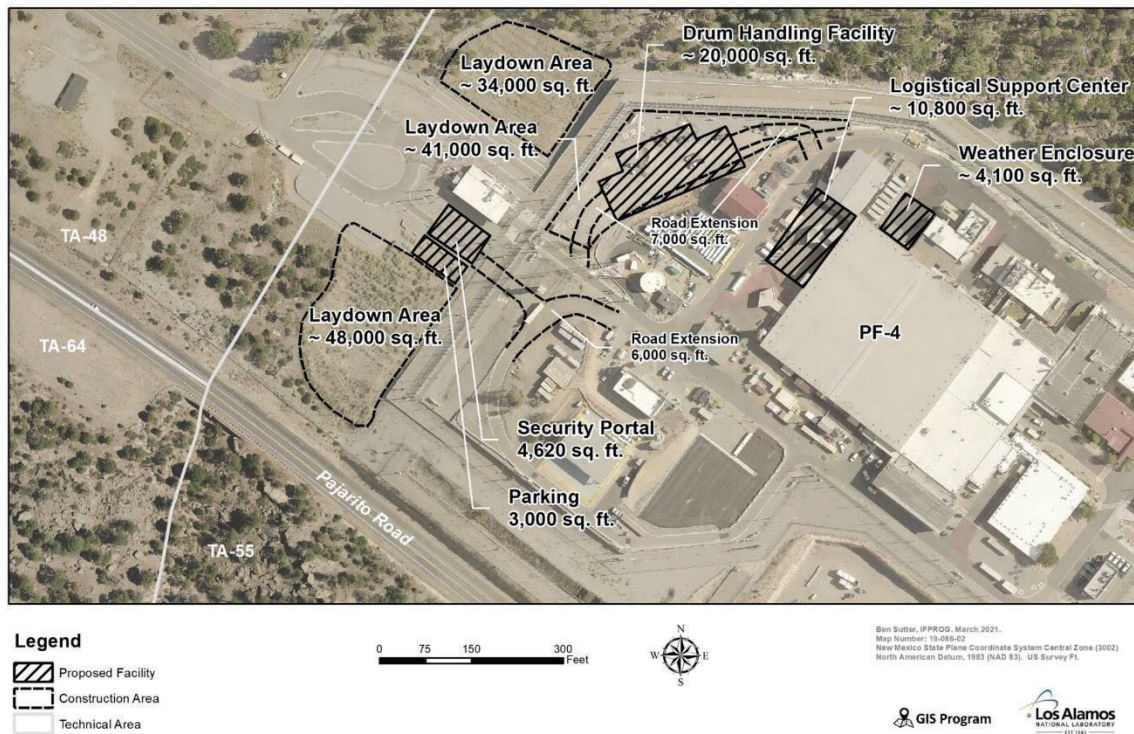 Drum Handling Facility
~ 20,000 sq. ft.
Laydown Area
~ 34,000 sq. ft.
Logistical Support Center
~ 10,800 sq. ft.
Laydown Area
~ 41,000 sq. ft.
Weather Enclosure
~ 4,100 sq. ft.
TA-48
Road Extension
7,000 sq. ft.
Laydown Area
~ 48,000 sq. ft.
PF-4
TA-64
Road Extension
6,000 sq. ft.
Security Portal
4,620 sq. ft.
Parking
3,000 sq. ft.
Pajarito Road
TA-55
Legend
Proposed Facility
Construction Area
Technical Area
0 75 150 300
Feet
N
W E
S
Ben Sutter, IFPROG. March 2021.
Map Number: 19-086-02
New Mexico State Plane Coordinate System Central Zone (3002)
North American Datum, 1983 (NAD 83). US Survey Ft.
GIS Program
Los Alamos
NATIONAL LABORATORY
EST. 1943